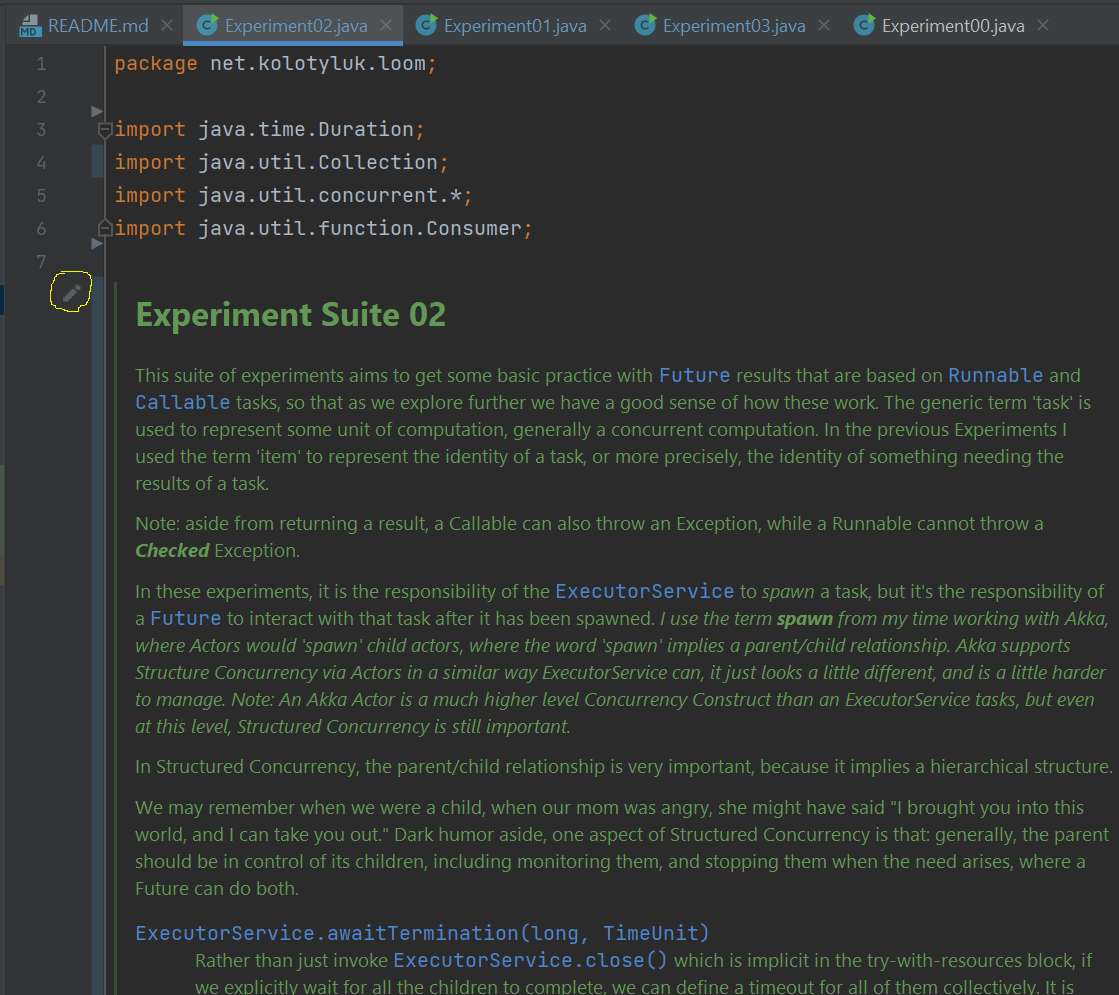 README.md Experiment02.java Experiment01.java Experiment03.java Experiment00.java
1 package net.kolotyluk.loom;
2
3 import java.time.Duration;
4 import java.util.Collection;
5 import java.util.concurrent.*;
6 import java.util.function.Consumer;
7
Experiment Suite 02
This suite of experiments aims to get some basic practice with Future results that are based on Runnable and
Callable tasks, so that as we explore further we have a good sense of how these work. The generic term 'task' is
used to represent some unit of computation, generally a concurrent computation. In the previous Experiments I
used the term 'item' to represent the identity of a task, or more precisely, the identity of something needing the
results of a task.
Note: aside from returning a result, a Callable can also throw an Exception, while a Runnable cannot throw a
Checked Exception.
In these experiments, it is the responsibility of the ExecutorService to spawn a task, but it's the responsibility of
a Future to interact with that task after it has been spawned. I use the term spawn from my time working with Akka,
where Actors would 'spawn' child actors, where the word 'spawn' implies a parent/child relationship. Akka supports
Structure Concurrency via Actors in a similar way ExecutorService can, it just looks a little different, and is a little harder
to manage. Note: An Akka Actor is a much higher level Concurrency Construct than an ExecutorService tasks, but even
at this level, Structured Concurrency is still important.
In Structured Concurrency, the parent/child relationship is very important, because it implies a hierarchical structure.
We may remember when we were a child, when our mom was angry, she might have said "I brought you into this
world, and I can take you out." Dark humor aside, one aspect of Structured Concurrency is that: generally, the parent
should be in control of its children, including monitoring them, and stopping them when the need arises, where a
Future can do both.
ExecutorService.awaitTermination(long, TimeUnit)
Rather than just invoke ExecutorService.close() which is implicit in the try-with-resources block, if
we explicitly wait for all the children to complete, we can define a timeout for all of them collectively. It is